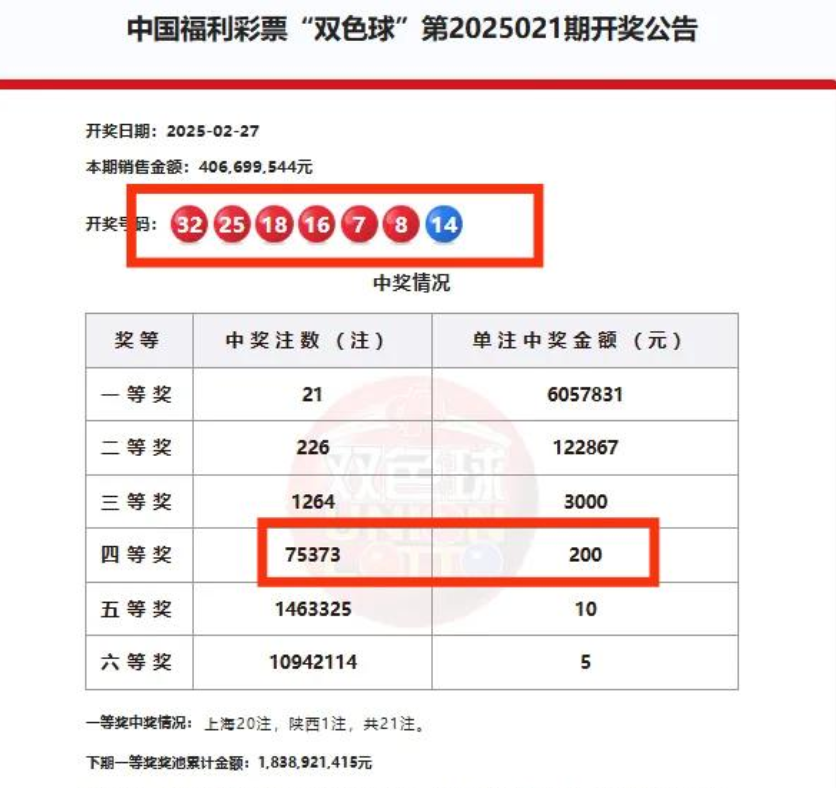 中国福利彩票“双色球”第2025021期开奖公告
开奖日期：2025-02-27
本期销售金额：406,699,544元
开奖号码：32 25 18 16 7 8 14
中奖情况
奖等 中奖注数（注） 单注中奖金额（元）
一等奖 21 6057831
二等奖 226 122867
三等奖 1264 3000
双色球
UNION
LOTTO
四等奖 75373 200
五等奖 1463325 10
六等奖 10942114 5
一等奖中奖情况：上海20注，陕西1注，共21注。
下期一等奖奖池累计金额：1,838,921,415元